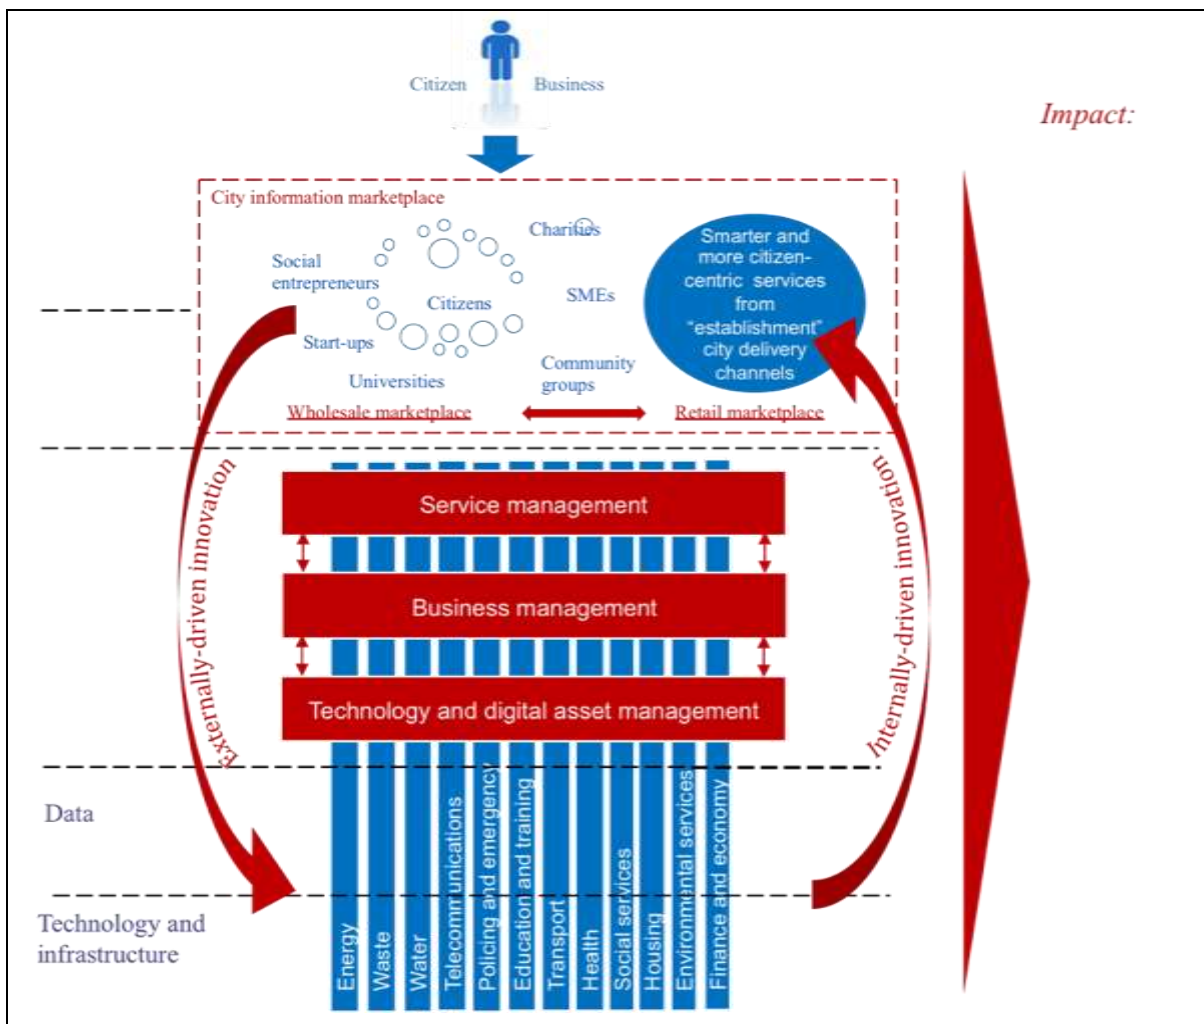 Citizen
Business
Impact:
City information marketplace
Charities
Social
entrepreneurs
Citizens
SMEs
Start-ups
Universities
Community
groups
Smarter and
more citizen-
centric services
from
“establishment”
city delivery
channels
Wholesale marketplace
Retail marketplace
Externally-driven innovation
Internally-driven innovation
Service management
Business management
Technology and digital asset management
Data
Technology and
infrastructure
Energy
Waste
Water
Telecommunications
Policing and emergency
Education and training
Transport
Health
Social services
Housing
Environmental services
Finance and economy